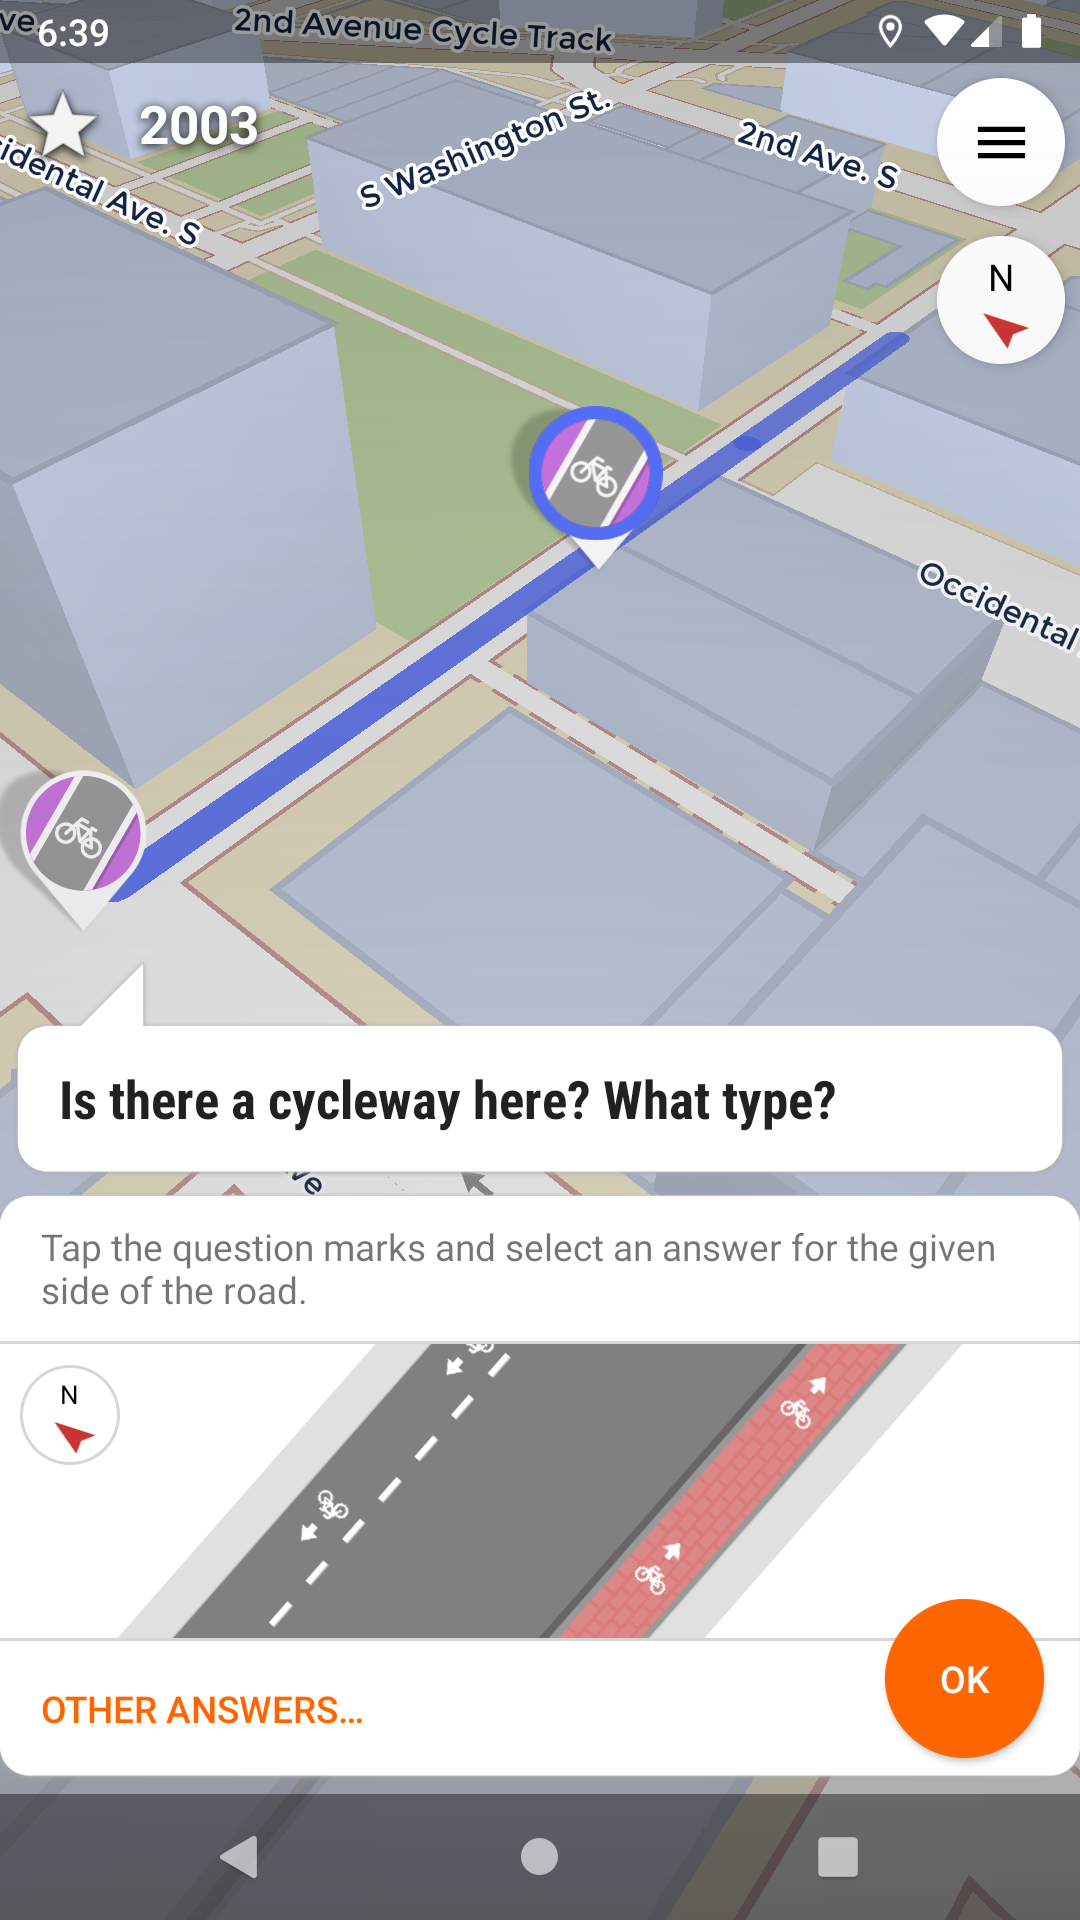 ve
6:39
2nd Avenue Cycle Track
2003
S Washington St.
2nd Ave. S
idental Ave. S
N
Occidental
Is there a cycleway here? What type?
ve
Tap the question marks and select an answer for the given
side of the road.
N
OK
OTHER ANSWERS...